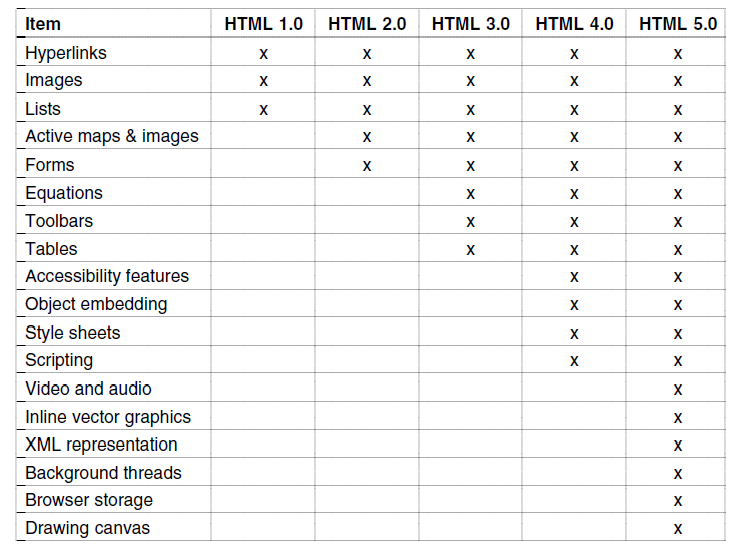 Item HTML 1.0 HTML 2.0 HTML 3.0 HTML 4.0 HTML 5.0
Hyperlinks x x x x x
Images x x x x x
Lists x x x x x
Active maps & images x x x x
Forms x x x x
Equations x x x
Toolbars x x x
Tables x x x
Accessibility features x x
Object embedding x x
Style sheets x x
Scripting x x
Video and audio x
Inline vector graphics x
XML representation x
Background threads x
Browser storage x
Drawing canvas x